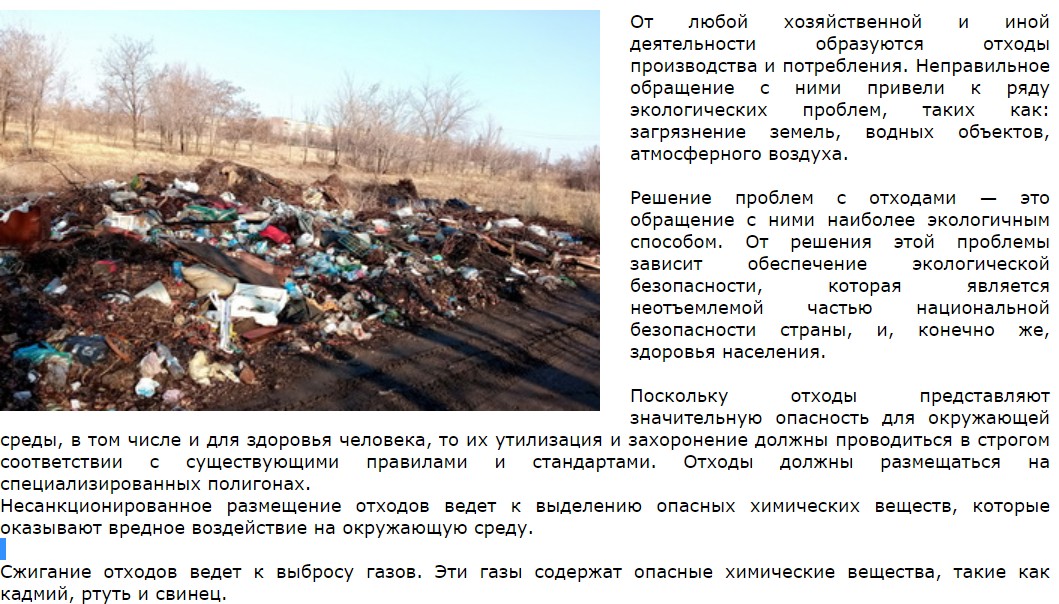 От любой хозяйственной и иной
деятельности образуются отходы
производства и потребления. Неправильное
обращение с ними привели к ряду
экологических проблем, таких как:
загрязнение земель, водных объектов,
атмосферного воздуха.
Решение проблем с отходами — это
обращение с ними наиболее экологичным
способом. От решения этой проблемы
зависит обеспечение экологической
безопасности, которая является
неотъемлемой частью национальной
безопасности страны, и, конечно же,
здоровья населения.
Поскольку отходы представляют
значительную опасность для окружающей
среды, в том числе и для здоровья человека, то их утилизация и захоронение должны проводиться в строгом
соответствии с существующими правилами и стандартами. Отходы должны размещаться на
специализированных полигонах.
Несанкционированное размещение отходов ведет к выделению опасных химических веществ, которые
оказывают вредное воздействие на окружающую среду.
Сжигание отходов ведет к выбросу газов. Эти газы содержат опасные химические вещества, такие как
кадмий, ртуть и свинец.